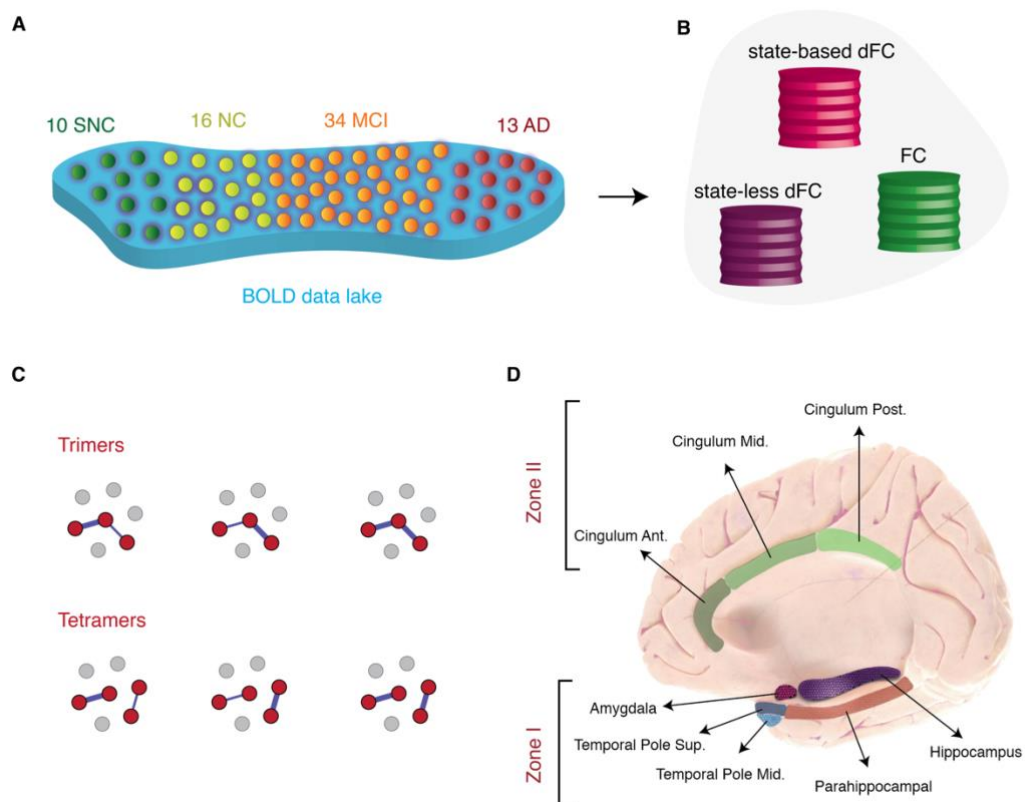 A
10 SNC
16 NC
34 MCI
13 AD
BOLD data lake
B
state-based dFC
FC
state-less dFC
C
Trimers
Tetramers
D
Zone II
Cingulum Post.
Cingulum Mid.
Cingulum Ant.
Zone I
Amygdala
Temporal Pole Sup.
Temporal Pole Mid.
Parahippocampal
Hippocampus